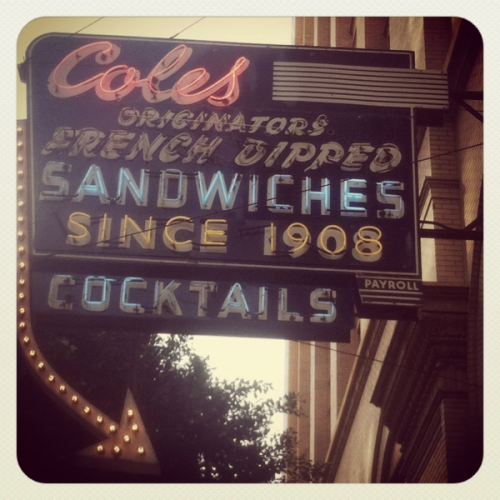 Coles
ORIGINATORS
FRENCH DIPPED
SANDWICHES
SINCE 1908
COCKTAILS
PAYROLL